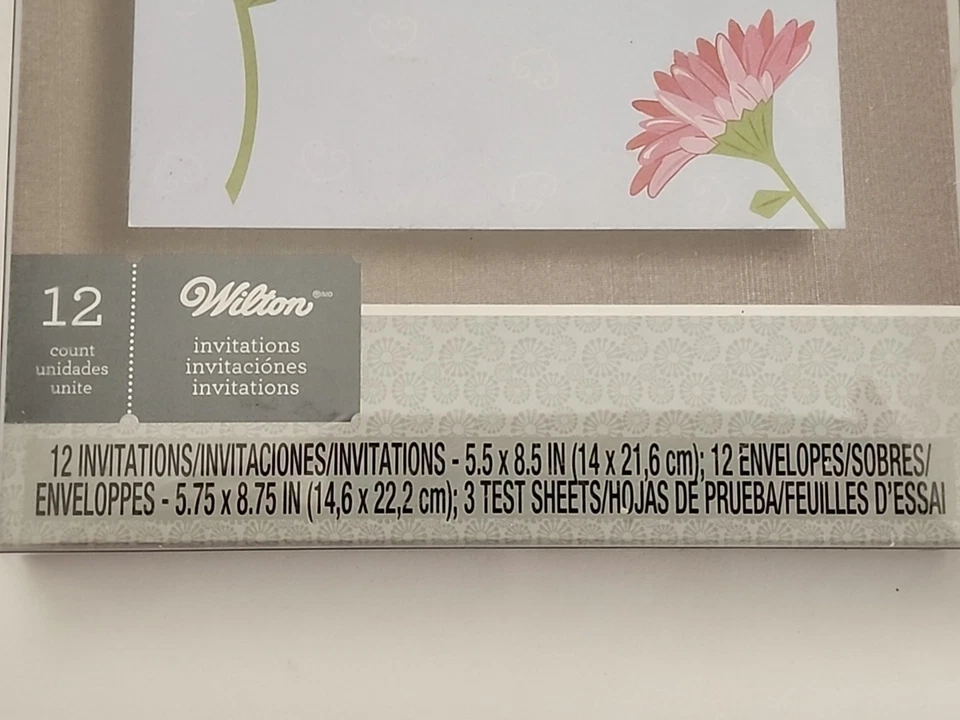 12
count
unidades
unite
Wilton®MD
invitations
invitaciónes
invitations
12 INVITATIONS/INVITACIONES/INVITATIONS - 5.5 x 8.5 IN (14 x 21,6 cm); 12 ENVELOPES/SOBRES/
ENVELOPPES - 5.75 x 8.75 IN (14,6 x 22,2 cm); 3 TEST SHEETS/HOJAS DE PRUEBA/FEUILLES D'ESSAI